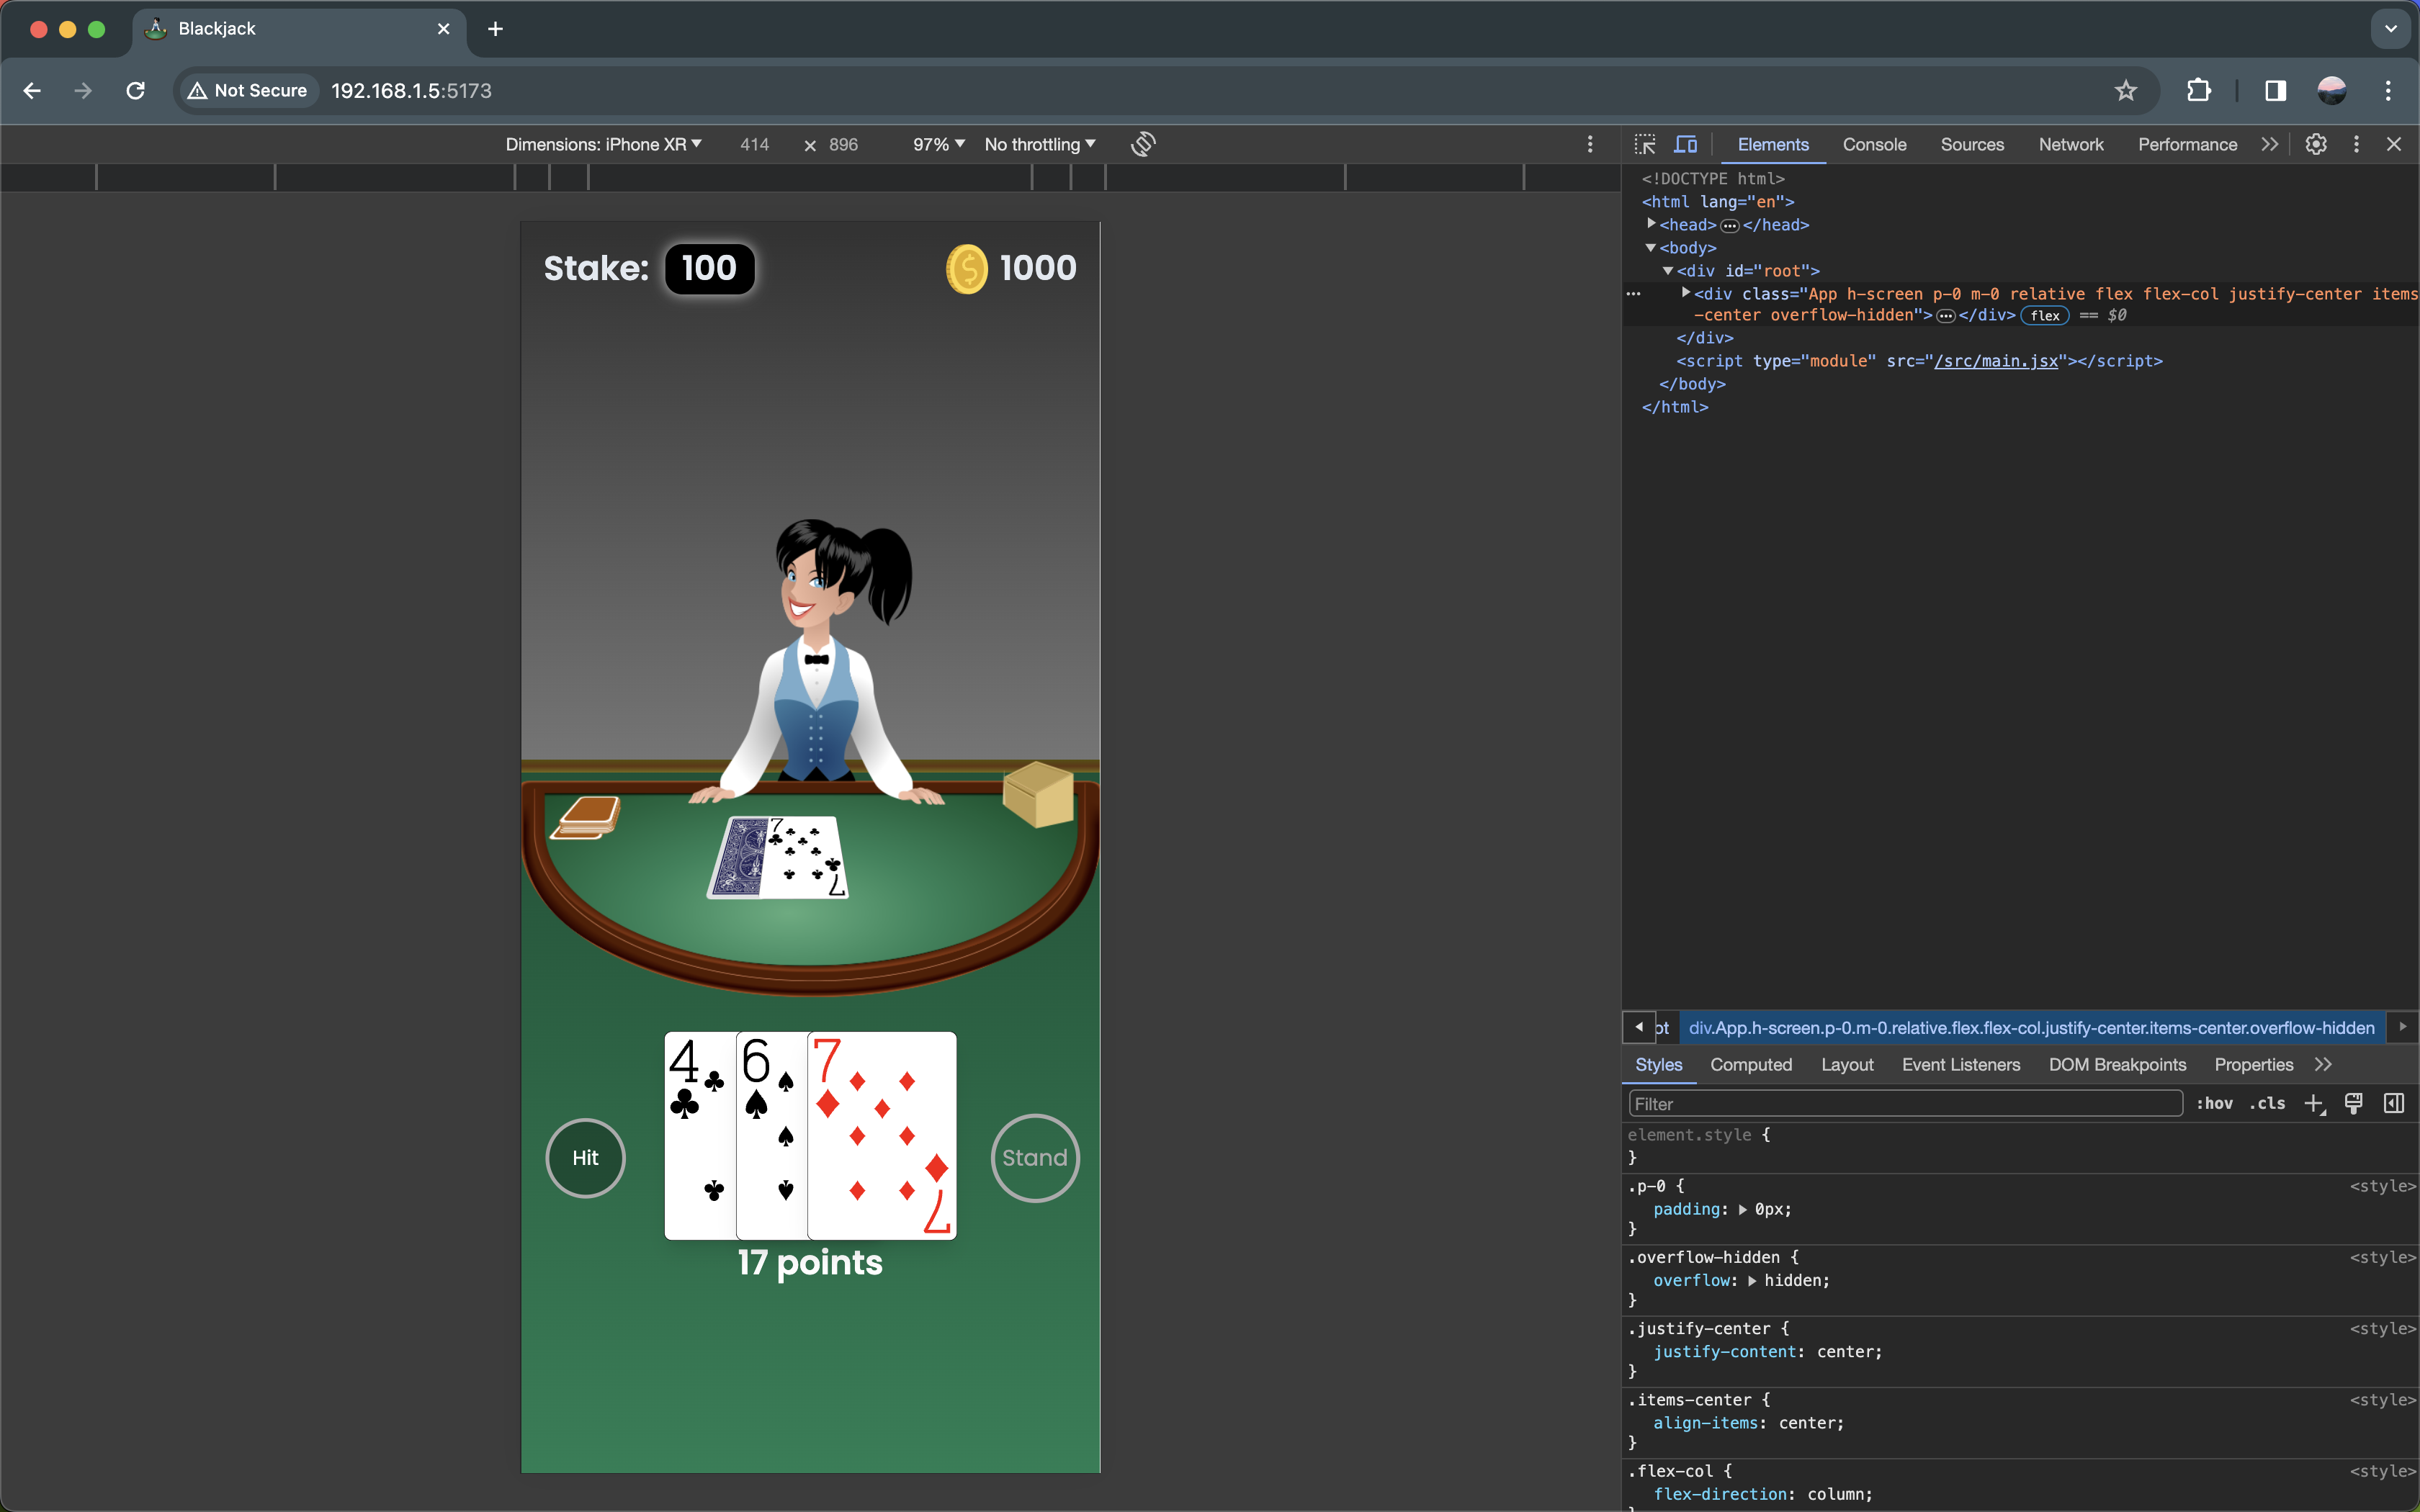 Blackjack
Not Secure
192.168.1.5:5173
Dimensions: iPhone XR
414 × 896
97%
No throttling
Stake: 100
1000
7
7
4
6
7
7
Hit
Stand
17 points
Elements Console Sources Network Performance
<!DOCTYPE html>
<html lang="en">
<head>…</head>
<body>
<div id="root">
<div class="App h-screen p-0 m-0 relative flex flex-col justify-center items
-center overflow-hidden">…</div> flex == $0
</div>
<script type="module" src="/src/main.jsx"></script>
</body>
</html>
ot div.App.h-screen.p-0.m-0.relative.flex.flex-col.justify-center.items-center.overflow-hidden
Styles Computed Layout Event Listeners DOM Breakpoints Properties
Filter :hov .cls
element.style {
}
.p-0 { <style>
padding: 0px;
}
.overflow-hidden { <style>
overflow: hidden;
}
.justify-center { <style>
justify-content: center;
}
.items-center { <style>
align-items: center;
}
.flex-col { <style>
flex-direction: column;